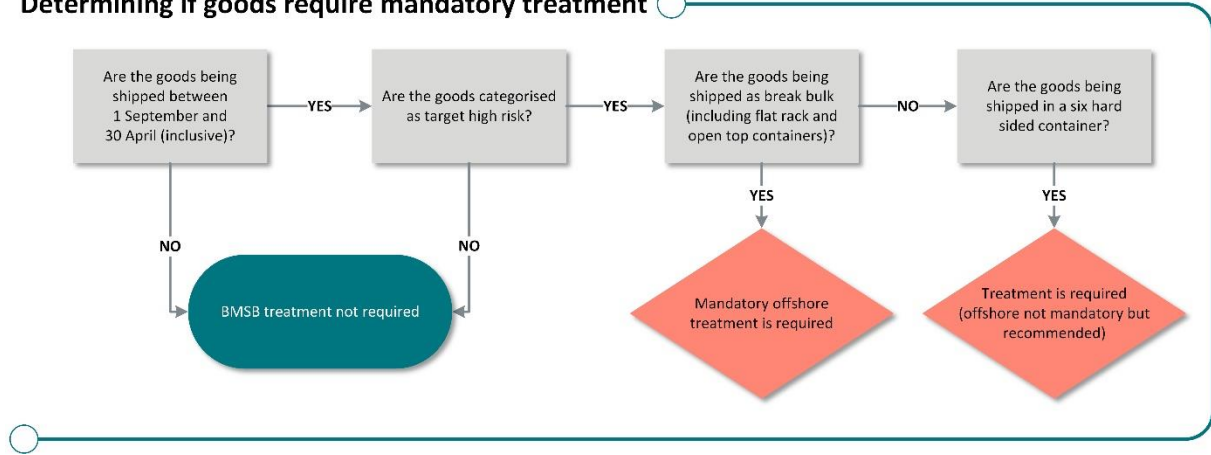 Determining if goods require mandatory treatment
Are the goods being
shipped between
1 September and
30 April (inclusive)?
YES
Are the goods categorised
as target high risk?
YES
Are the goods being
shipped as break bulk
(including flat rack and
open top containers)?
NO
Are the goods being
shipped in a six hard
sided container?
NO
NO
YES
YES
BMSB treatment not required
Mandatory offshore
treatment is required
Treatment is required
(offshore not mandatory but
recommended)